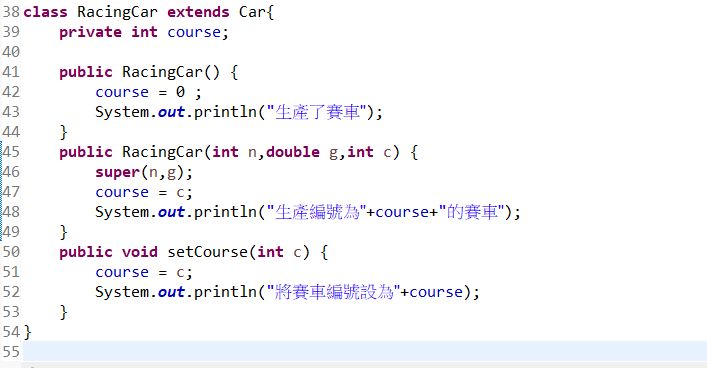 38 class RacingCar extends Car{
39     private int course;
40
41     public RacingCar() {
42         course = 0 ;
43         System.out.println("生產了賽車");
44     }
45     public RacingCar(int n,double g,int c) {
46         super(n,g);
47         course = c;
48         System.out.println("生產編號為"+course+"的賽車");
49     }
50     public void setCourse(int c) {
51         course = c;
52         System.out.println("將賽車編號設為"+course);
53     }
54 }
55